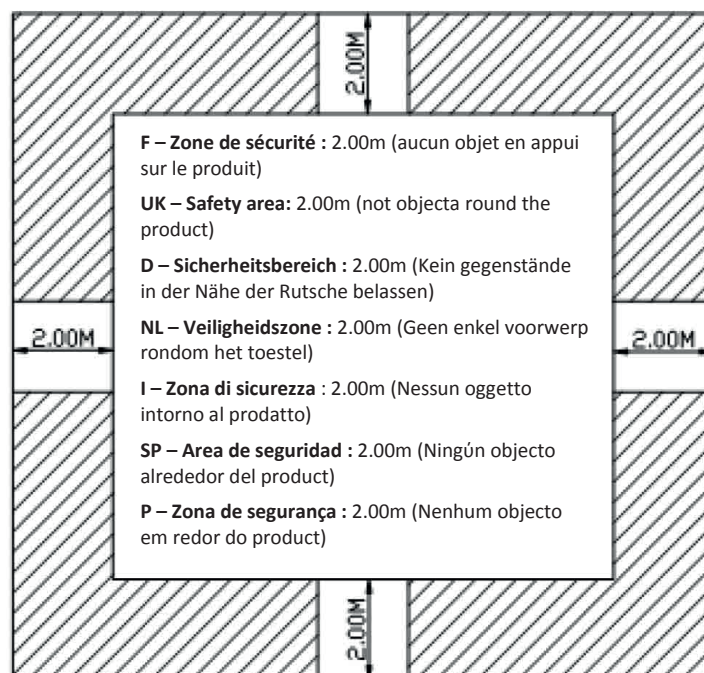 2.00M
F – Zone de sécurité : 2.00m (aucun objet en appui
sur le produit)
UK – Safety area: 2.00m (not objecta round the
product)
D – Sicherheitsbereich : 2.00m (Kein gegenstände
in der Nähe der Rutsche belassen)
2.00M
NL – Veiligheidszone : 2.00m (Geen enkel voorwerp
rondom het toestel)
2.00M
I – Zona di sicurezza : 2.00m (Nessun oggetto
intorno al prodatto)
SP – Area de seguridad : 2.00m (Ningún objecto
alrededor del product)
P – Zona de segurança : 2.00m (Nenhum objecto
em redor do product)
2.00M